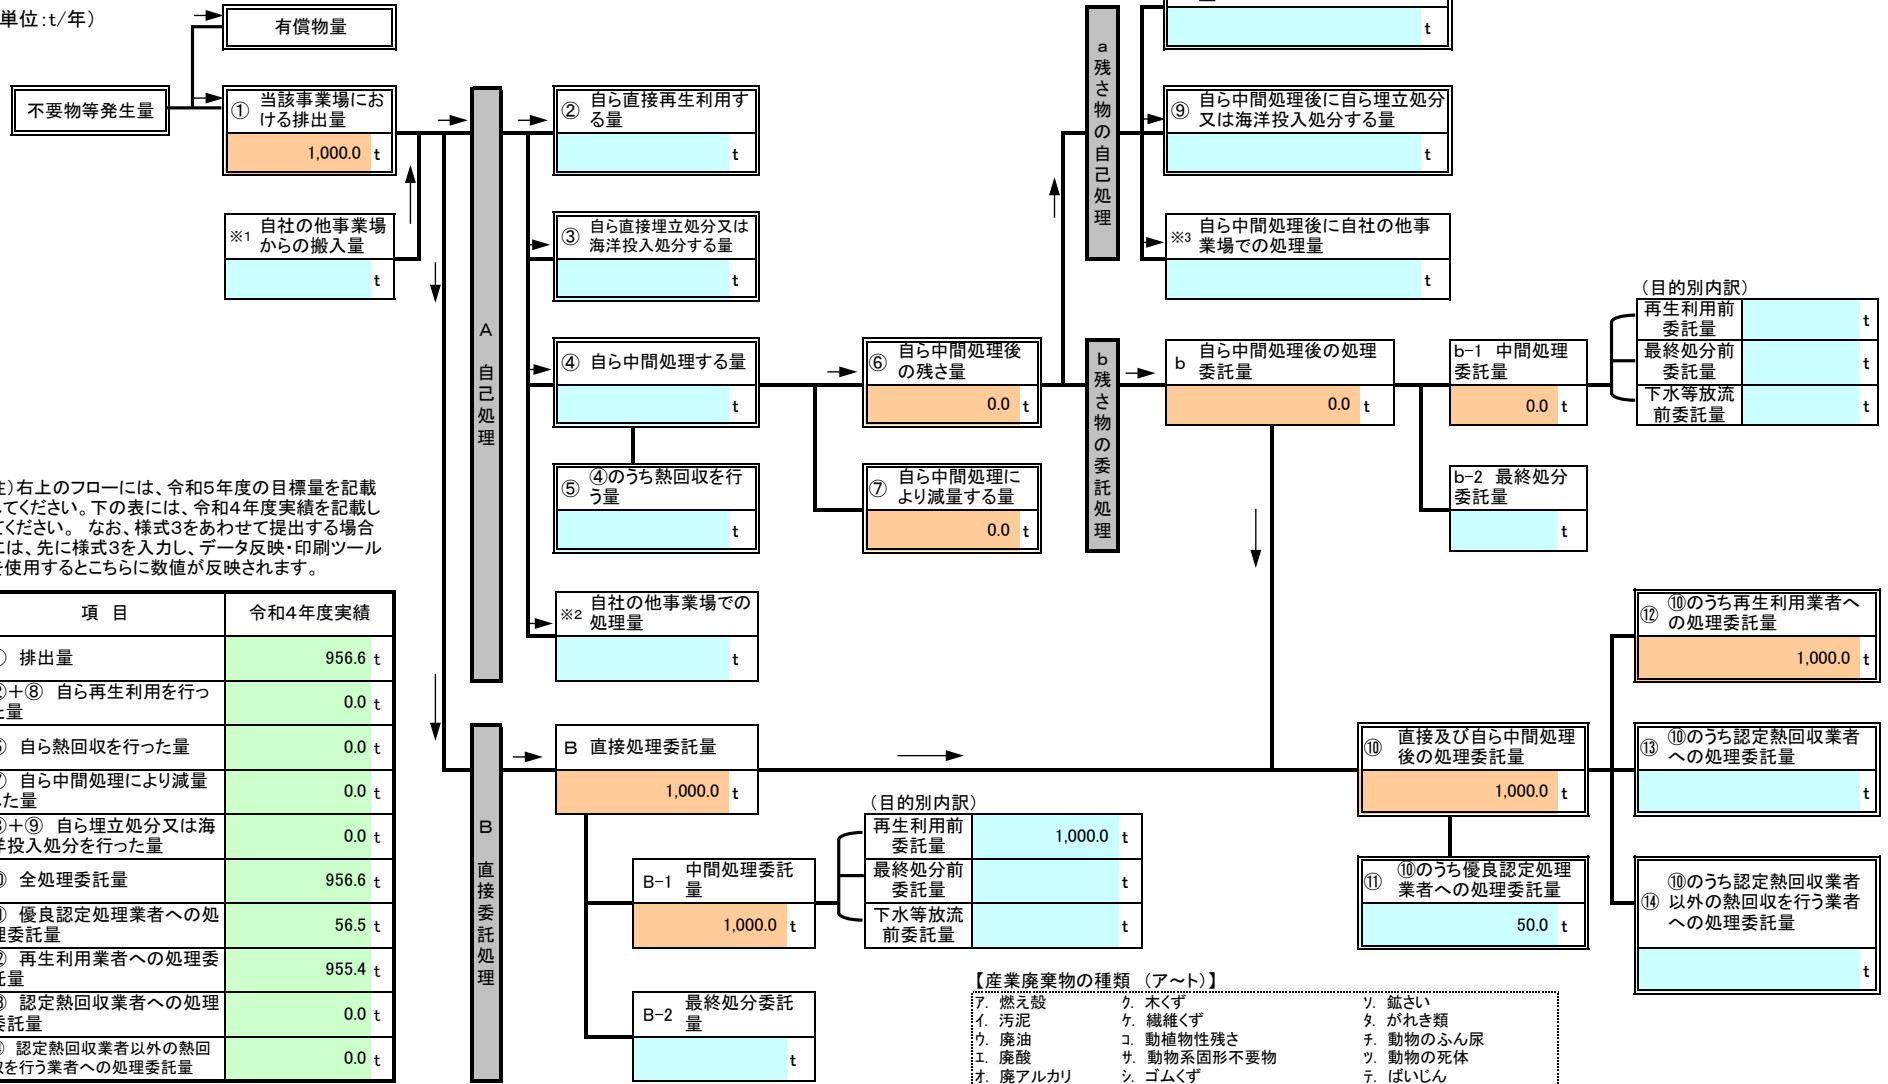 単位:t/年）
有償物量
不要物等発生量
① 当該事業場にお
ける排出量
1,000.0 t
※1 自社の他事業場
からの搬入量
t
A 自己処理
② 自ら直接再生利用す
る量
t
③ 自ら直接埋立処分又は
海洋投入処分する量
t
④ 自ら中間処理する量
t
⑤ ④のうち熱回収を行
う量
t
※2 自社の他事業場での
処理量
t
⑥ 自ら中間処理後
の残さ量
0.0 t
⑦ 自ら中間処理に
より減量する量
0.0 t
a残さ物の自己処理
t
⑨ 自ら中間処理後に自ら埋立処分
又は海洋投入処分する量
t
※3 自ら中間処理後に自社の他事
業場での処理量
t
b残さ物の委託処理
b 自ら中間処理後の処理
委託量
0.0 t
b-1 中間処理
委託量
0.0 t
b-2 最終処分
委託量
t
（目的別内訳）
再生利用前
委託量
t
最終処分前
委託量
t
下水等放流
前委託量
t
注）右上のフローには、令和5年度の目標量を記載
してください。下の表には、令和4年度実績を記載し
てください。 なお、様式3をあわせて提出する場合
には、先に様式3を入力し、データ反映・印刷ツール
を使用するとこちらに数値が反映されます。
項 目 令和4年度実績
排出量 956.6 t
②+⑧ 自ら再生利用を行っ
た量 0.0 t
自ら熱回収を行った量 0.0 t
自ら中間処理により減量
した量 0.0 t
③+⑨ 自ら埋立処分又は海
洋投入処分を行った量 0.0 t
全処理委託量 956.6 t
優良認定処理業者への処
理委託量 56.5 t
再生利用業者への処理委
託量 955.4 t
認定熱回収業者への処理
委託量 0.0 t
認定熱回収業者以外の熱回
収を行う業者への処理委託量 0.0 t
B 直接委託処理
B 直接処理委託量
1,000.0 t
B-1 中間処理委託
量
1,000.0 t
B-2 最終処分委託
量
t
（目的別内訳）
再生利用前
委託量
1,000.0 t
最終処分前
委託量
t
下水等放流
前委託量
t
⑩ 直接及び自ら中間処理
後の処理委託量
1,000.0 t
⑪ ⑩のうち優良認定処理
業者への処理委託量
50.0 t
⑫ ⑩のうち再生利用業者へ
の処理委託量
1,000.0 t
⑬ ⑩のうち認定熱回収業者
への処理委託量
t
⑭ ⑩のうち認定熱回収業者
以外の熱回収を行う業者
への処理委託量
t
【産業廃棄物の種類 （ア～ト）】
ア. 燃え殻 ク. 木くず ソ. 鉱さい
イ. 汚泥 ケ. 繊維くず タ. がれき類
ウ. 廃油 コ. 動植物性残さ チ. 動物のふん尿
エ. 廃酸 サ. 動物系固形不要物 ツ. 動物の死体
オ. 廃アルカリ シ. ゴムくず テ. ばいじん